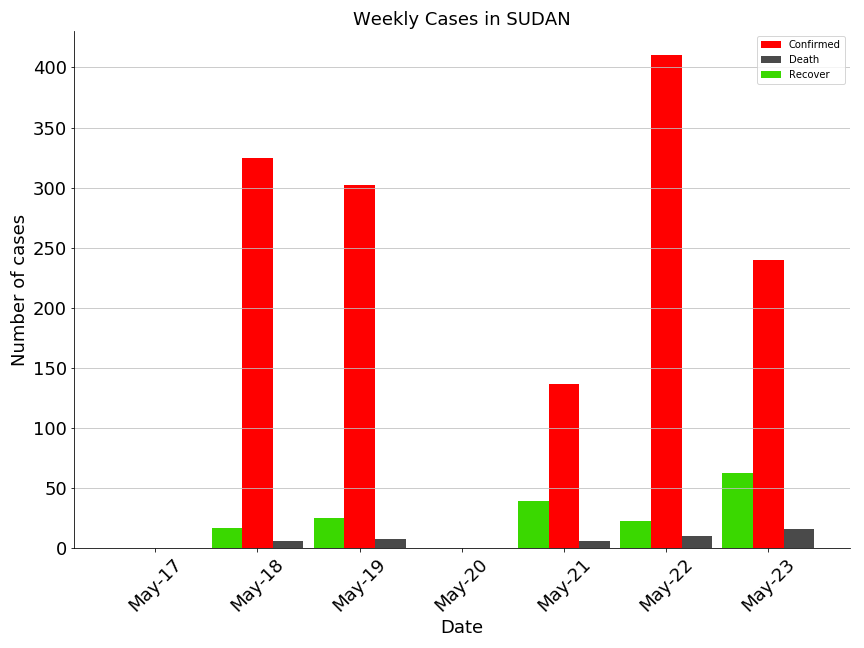 Weekly Cases in SUDAN
Confirmed
Death
Recover
Number of cases
400
350
300
250
200
150
100
50
0
May-17
May-18
May-19
May-20
May-21
May-22
May-23
Date